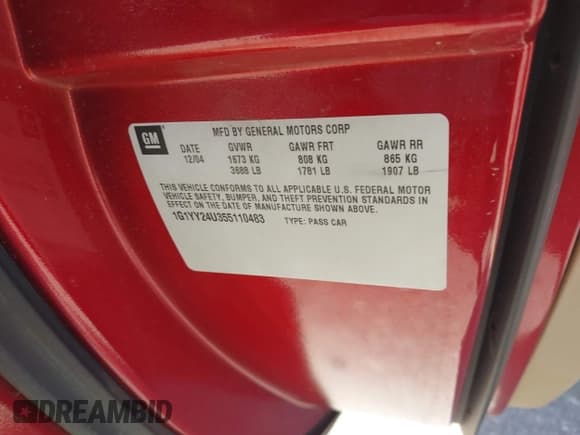 GM
MFD BY GENERAL MOTORS CORP
DATE GVWR GAWR FRT GAWR RR
12/04 1673 KG 808 KG 865 KG
3688 LB 1781 LB 1907 LB
THIS VEHICLE CONFORMS TO ALL APPLICABLE U.S. FEDERAL MOTOR
VEHICLE SAFETY, BUMPER, AND THEFT PREVENTION STANDARDS IN
EFFECT ON THE DATE OF MANUFACTURE SHOWN ABOVE.
1G1YY24U355110483 TYPE: PASS CAR
DREAMBID